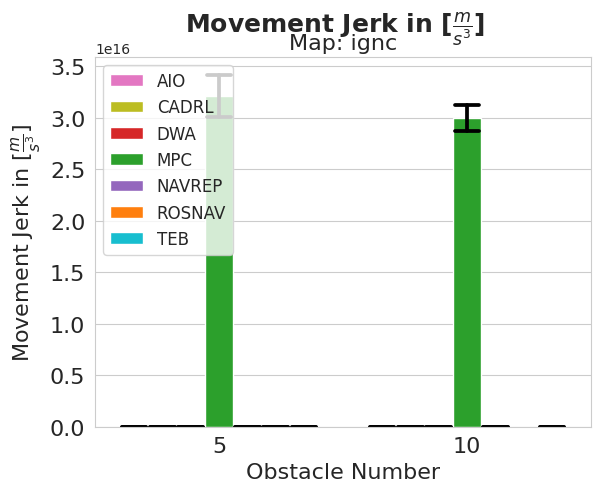 Movement Jerk in [m/s³]
Map: ignc
1e16
3.5
3.0
2.5
2.0
1.5
1.0
0.5
0.0
Movement Jerk in [m/s³]
AIO
CADRL
DWA
MPC
NAVREP
ROSNAV
TEB
5 10
Obstacle Number